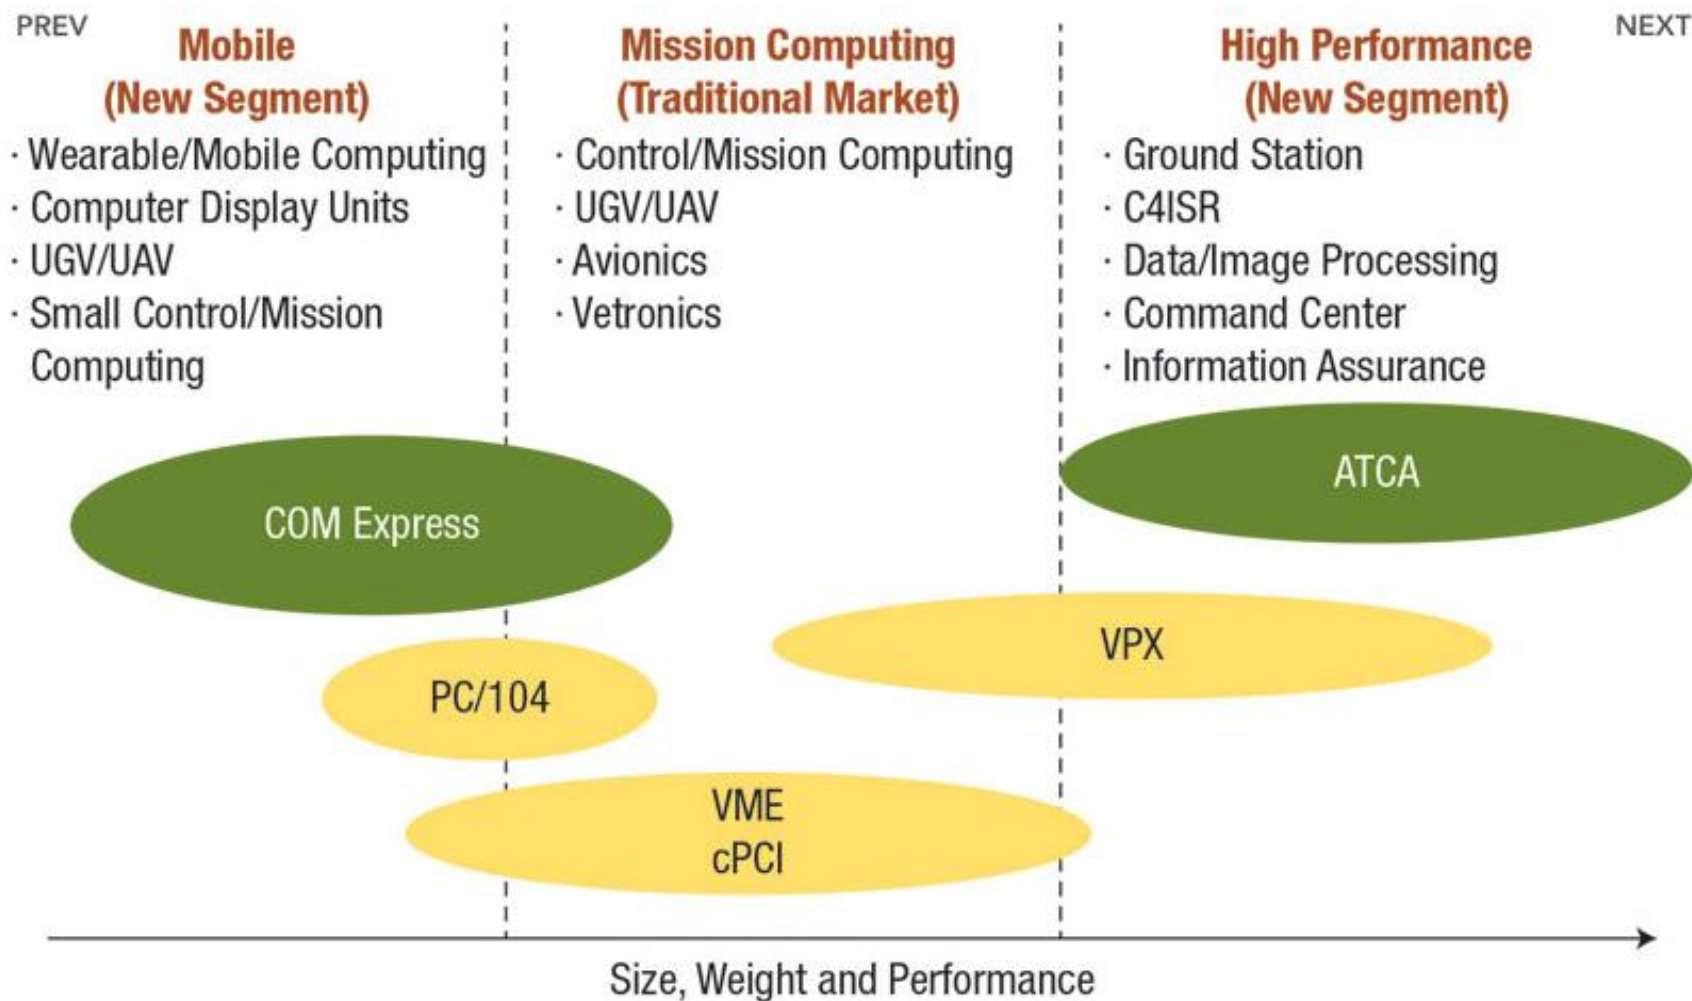 PREV
NEXT
Mobile
(New Segment)
· Wearable/Mobile Computing
· Computer Display Units
· UGV/UAV
· Small Control/Mission
Computing
Mission Computing
(Traditional Market)
· Control/Mission Computing
· UGV/UAV
· Avionics
· Vetronics
High Performance
(New Segment)
· Ground Station
· C4ISR
· Data/Image Processing
· Command Center
· Information Assurance
COM Express
ATCA
PC/104
VPX
VME
cPCI
Size, Weight and Performance